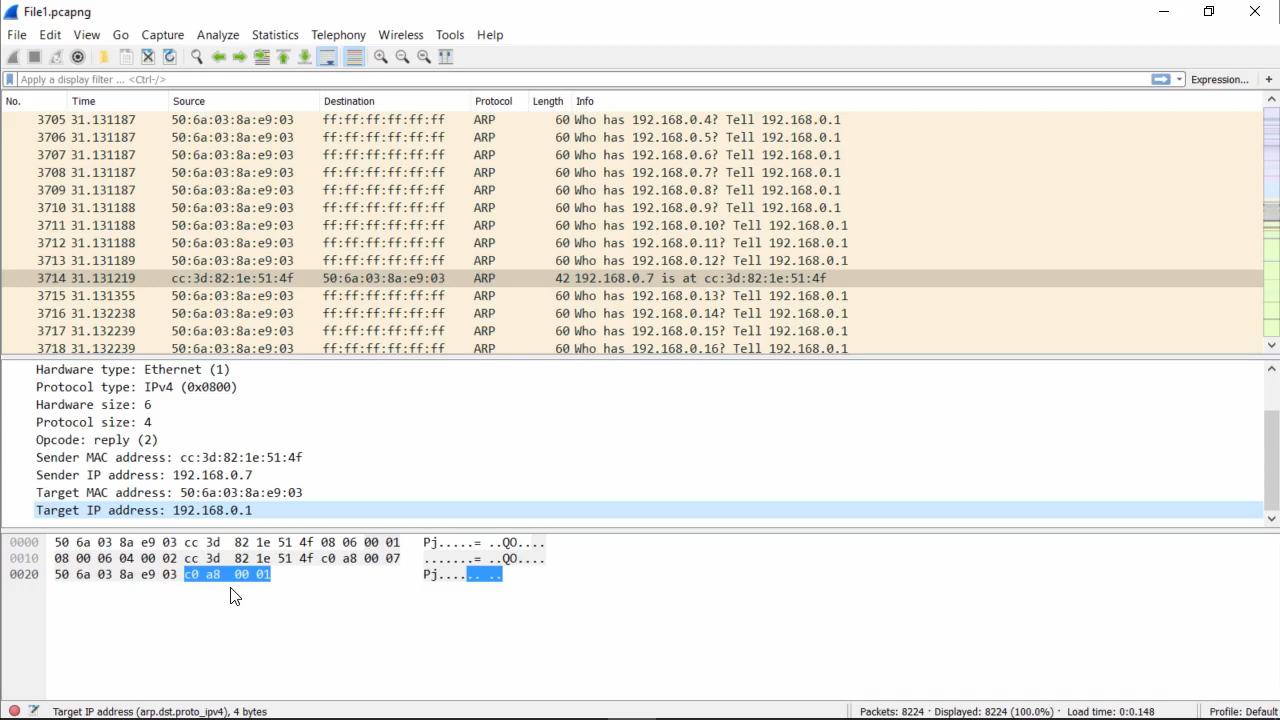 File1.pcapng
File Edit View Go Capture Analyze Statistics Telephony Wireless Tools Help
Apply a display filter ... <Ctrl-/> Expression... +
No. Time Source Destination Protocol Length Info
3705 31.131187 50:6a:03:8a:e9:03 ff:ff:ff:ff:ff:ff ARP 60 Who has 192.168.0.4? Tell 192.168.0.1
3706 31.131187 50:6a:03:8a:e9:03 ff:ff:ff:ff:ff:ff ARP 60 Who has 192.168.0.5? Tell 192.168.0.1
3707 31.131187 50:6a:03:8a:e9:03 ff:ff:ff:ff:ff:ff ARP 60 Who has 192.168.0.6? Tell 192.168.0.1
3708 31.131187 50:6a:03:8a:e9:03 ff:ff:ff:ff:ff:ff ARP 60 Who has 192.168.0.7? Tell 192.168.0.1
3709 31.131187 50:6a:03:8a:e9:03 ff:ff:ff:ff:ff:ff ARP 60 Who has 192.168.0.8? Tell 192.168.0.1
3710 31.131188 50:6a:03:8a:e9:03 ff:ff:ff:ff:ff:ff ARP 60 Who has 192.168.0.9? Tell 192.168.0.1
3711 31.131188 50:6a:03:8a:e9:03 ff:ff:ff:ff:ff:ff ARP 60 Who has 192.168.0.10? Tell 192.168.0.1
3712 31.131188 50:6a:03:8a:e9:03 ff:ff:ff:ff:ff:ff ARP 60 Who has 192.168.0.11? Tell 192.168.0.1
3713 31.131189 50:6a:03:8a:e9:03 ff:ff:ff:ff:ff:ff ARP 60 Who has 192.168.0.12? Tell 192.168.0.1
3714 31.131219 cc:3d:82:1e:51:4f 50:6a:03:8a:e9:03 ARP 42 192.168.0.7 is at cc:3d:82:1e:51:4f
3715 31.131355 50:6a:03:8a:e9:03 ff:ff:ff:ff:ff:ff ARP 60 Who has 192.168.0.13? Tell 192.168.0.1
3716 31.132238 50:6a:03:8a:e9:03 ff:ff:ff:ff:ff:ff ARP 60 Who has 192.168.0.14? Tell 192.168.0.1
3717 31.132239 50:6a:03:8a:e9:03 ff:ff:ff:ff:ff:ff ARP 60 Who has 192.168.0.15? Tell 192.168.0.1
3718 31.132239 50:6a:03:8a:e9:03 ff:ff:ff:ff:ff:ff ARP 60 Who has 192.168.0.16? Tell 192.168.0.1
Hardware type: Ethernet (1)
Protocol type: IPv4 (0x0800)
Hardware size: 6
Protocol size: 4
Opcode: reply (2)
Sender MAC address: cc:3d:82:1e:51:4f
Sender IP address: 192.168.0.7
Target MAC address: 50:6a:03:8a:e9:03
Target IP address: 192.168.0.1
0000 50 6a 03 8a e9 03 cc 3d 82 1e 51 4f 08 06 00 01 Pj.....= ..QO....
0010 08 00 06 04 00 02 cc 3d 82 1e 51 4f c0 a8 00 07 .......= ..QO....
0020 50 6a 03 8a e9 03 c0 a8 00 01 Pj...... ..
Target IP address (arp.dst.proto_ipv4), 4 bytes Packets: 8224 · Displayed: 8224 (100.0%) · Load time: 0:0.148 Profile: Default